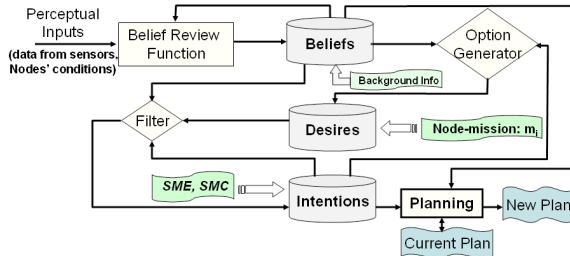 Perceptual
Inputs
(data from sensors,
Nodes' conditions)
Belief Review
Function
Beliefs
Option
Generator
Background Info
Filter
Desires
Node-mission: mi
SME, SMC
Intentions
Planning
New Plan
Current Plan